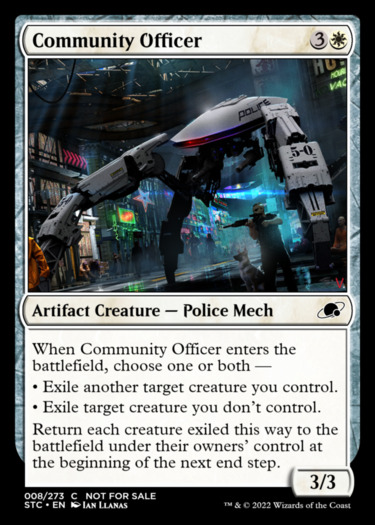 Community Officer 3
POLICE
5-0
Artifact Creature — Police Mech
When Community Officer enters the
battlefield, choose one or both —
• Exile another target creature you control.
• Exile target creature you don't control.
Return each creature exiled this way to the
battlefield under their owners' control at
the beginning of the next end step.
3/3
008/273 C NOT FOR SALE
STC • EN Ian Llanas
™ & © 2022 Wizards of the Coast